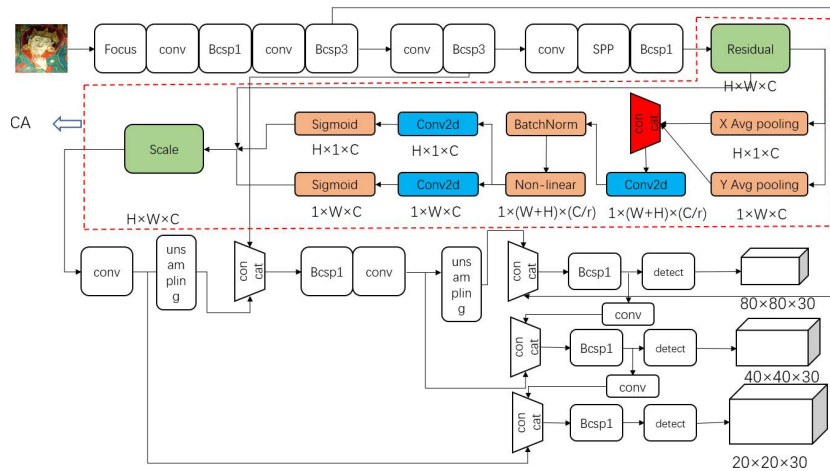 Focus
conv
Bcsp1
conv
Bcsp3
conv
Bcsp3
conv
SPP
Bcsp1
Residual
H×W×C
CA
Scale
H×W×C
Sigmoid
H×1×C
Conv2d
H×1×C
BatchNorm
con
cat
X Avg pooling
H×1×C
Sigmoid
1×W×C
Conv2d
1×W×C
Non-linear
1×(W+H)×(C/r)
Conv2d
1×(W+H)×(C/r)
Y Avg pooling
1×W×C
conv
uns
am
plin
g
con
cat
Bcsp1
conv
uns
am
plin
g
con
cat
Bcsp1
detect
80×80×30
conv
con
cat
Bcsp1
detect
40×40×30
conv
con
cat
Bcsp1
detect
20×20×30